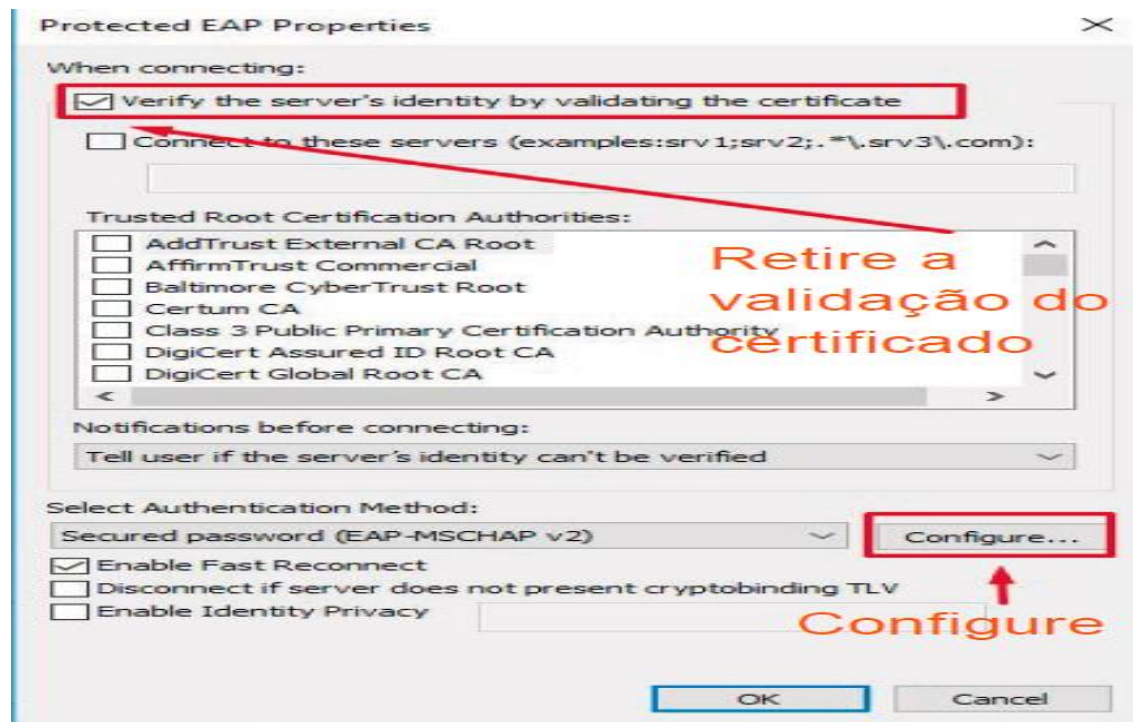 Protected EAP Properties
When connecting:
Verify the server's identity by validating the certificate
Connect to these servers (examples:srv1;srv2;.*\.srv3\.com):
Trusted Root Certification Authorities:
AddTrust External CA Root
AffirmTrust Commercial
Baltimore CyberTrust Root
Certum CA
Class 3 Public Primary Certification Authority
DigiCert Assured ID Root CA
DigiCert Global Root CA
Retire a
validação do
certificado
Notifications before connecting:
Tell user if the server's identity can't be verified
Select Authentication Method:
Secured password (EAP-MSCHAP v2)
Configure...
Enable Fast Reconnect
Disconnect if server does not present cryptobinding TLV
Enable Identity Privacy
Configure
OK
Cancel